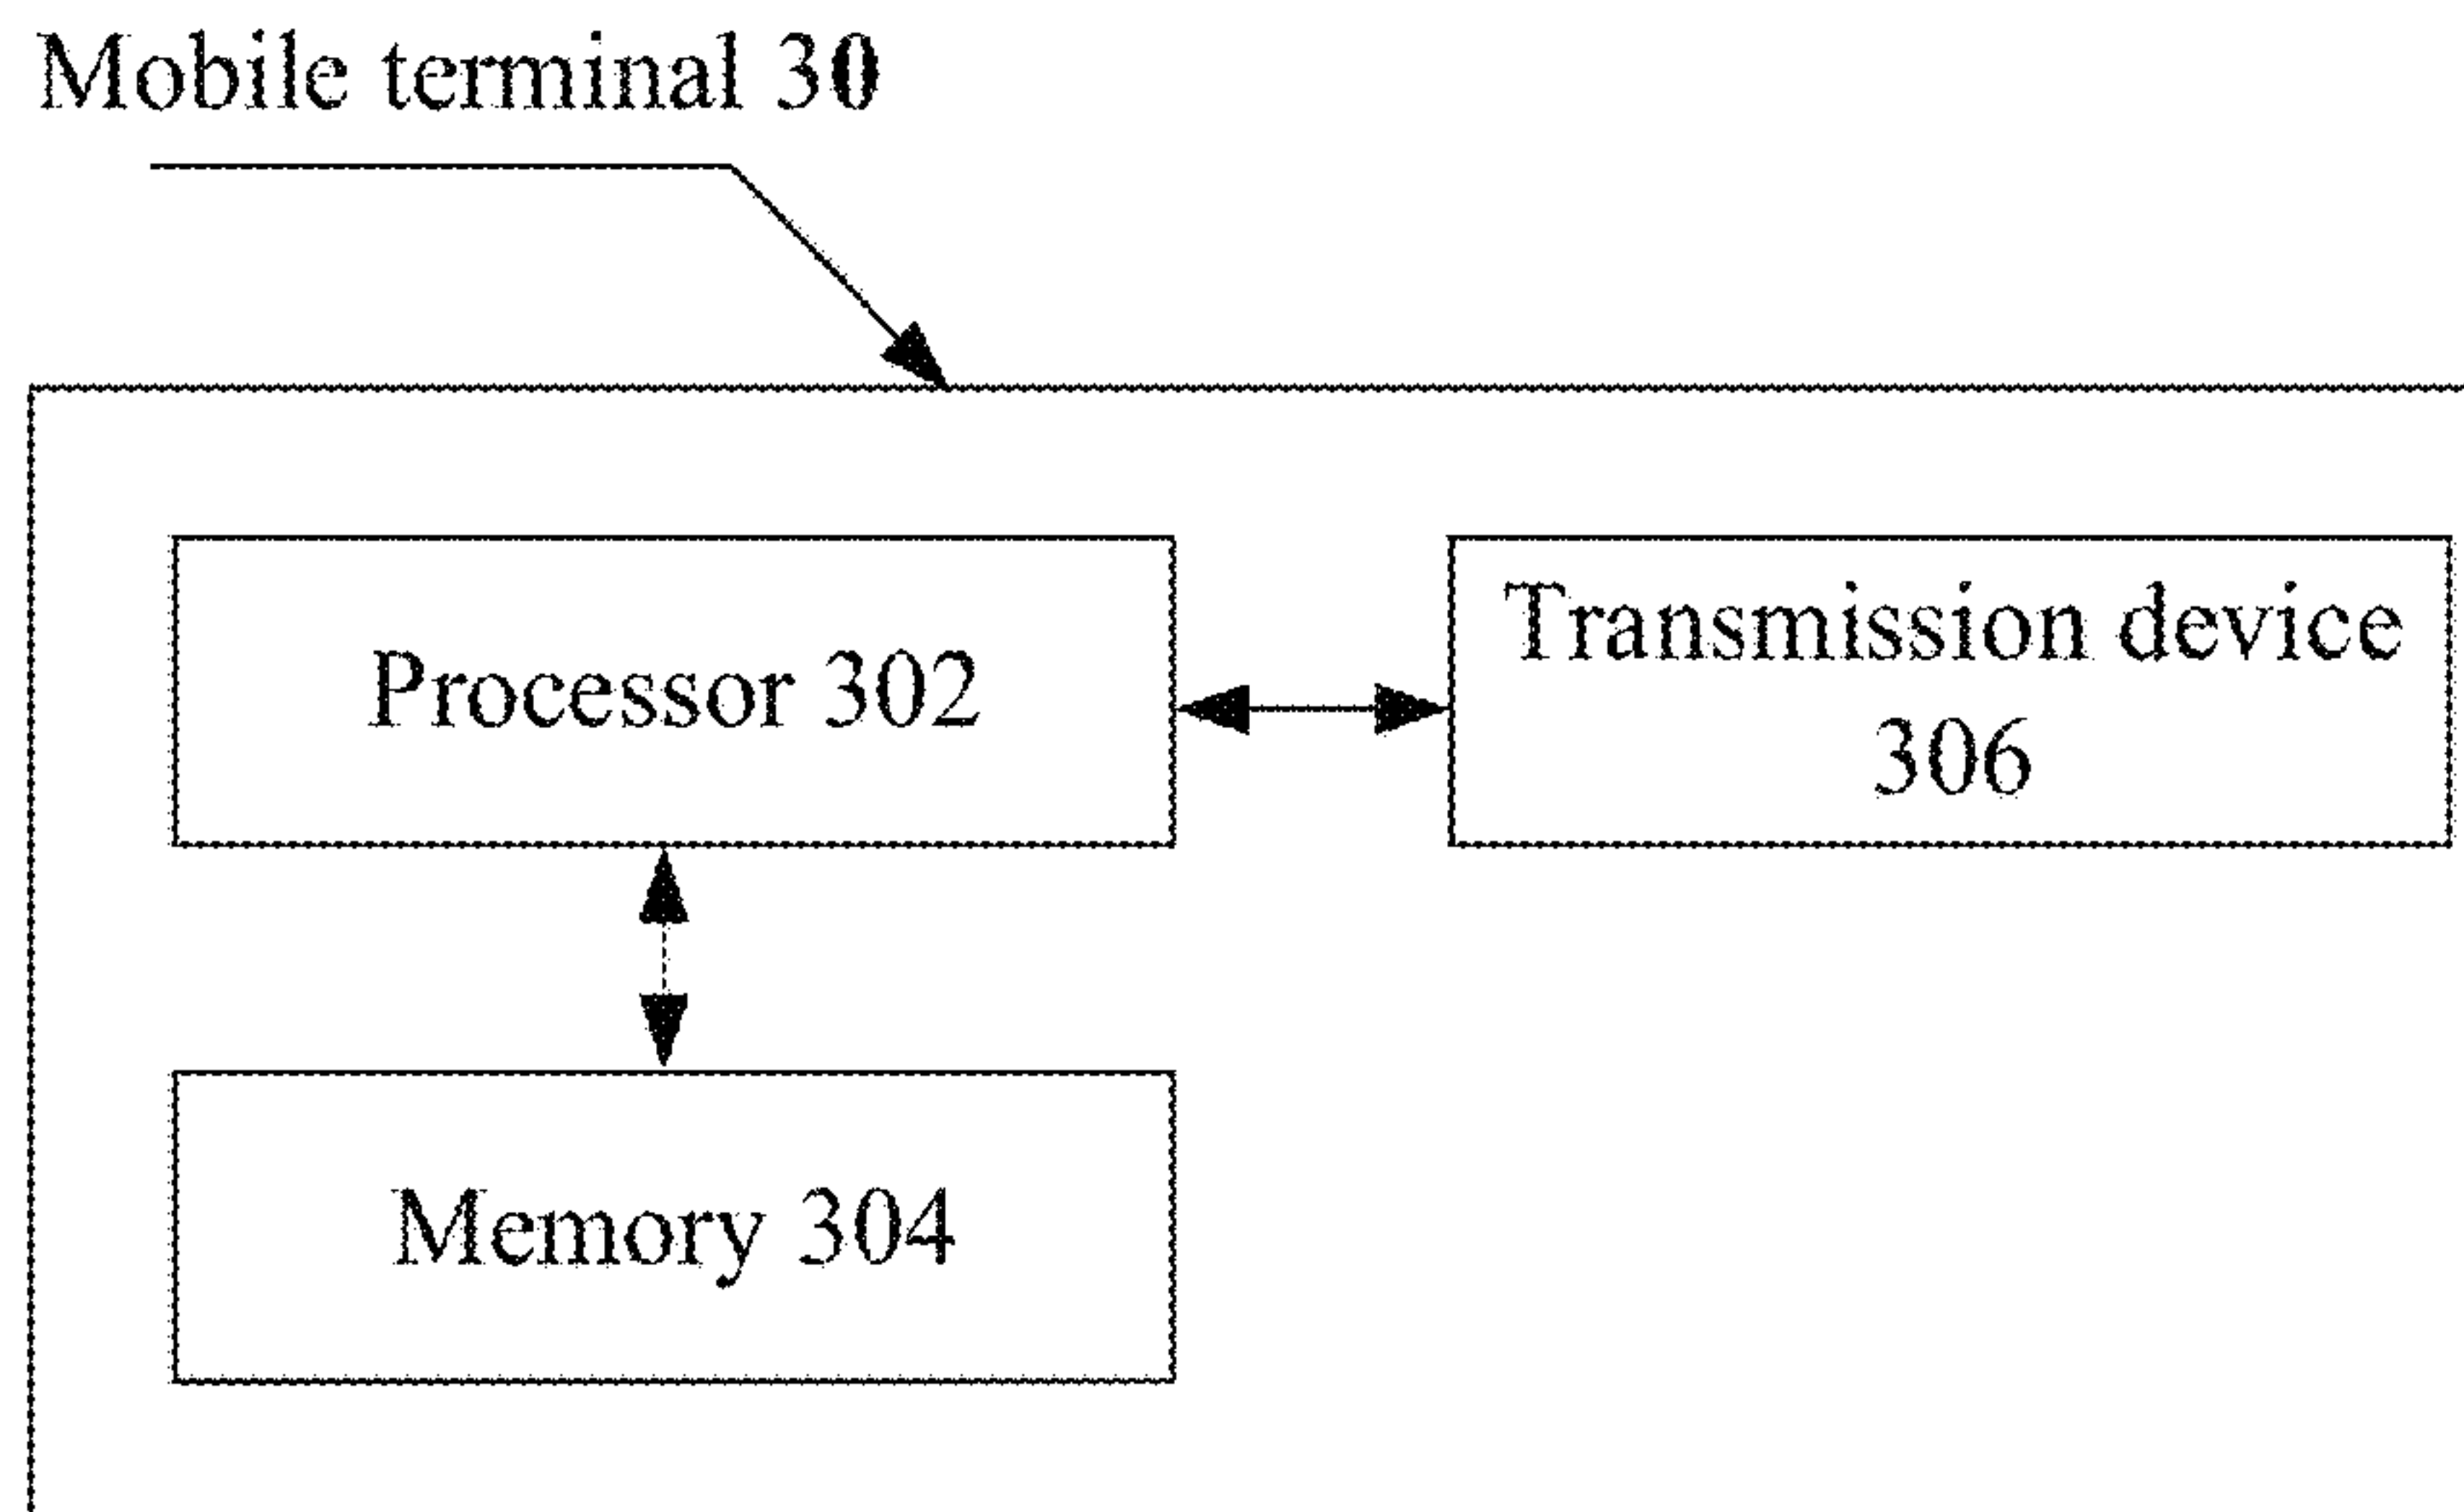 Mobile terminal 30
Processor 302
Transmission device
306
Memory 304